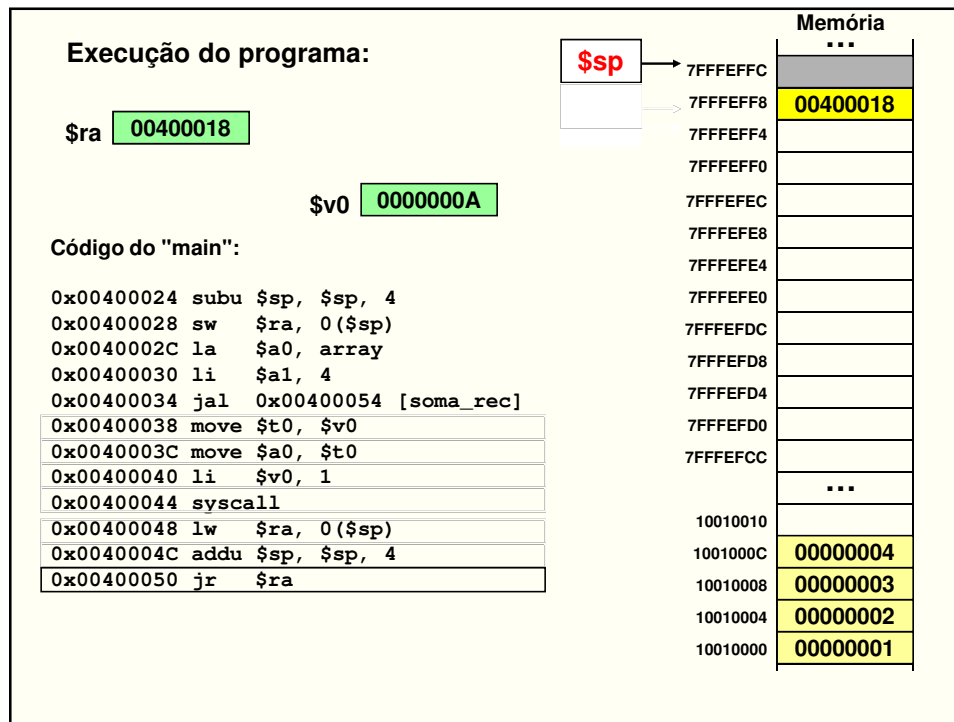 Memória
Execução do programa:
$sp
...
7FFFEFFC
7FFFEFF8 00400018
$ra 00400018
7FFFEFF4
7FFFEFF0
$v0 0000000A
7FFFEFEC
7FFFEFE8
Código do "main":
7FFFEFE4
0x00400024 subu $sp, $sp, 4
7FFFEFE0
0x00400028 sw $ra, 0($sp)
7FFFEFDC
0x0040002C la $a0, array
7FFFEFD8
0x00400030 li $a1, 4
7FFFEFD4
0x00400034 jal 0x00400054 [soma_rec]
0x00400038 move $t0, $v0
7FFFEFD0
0x0040003C move $a0, $t0
7FFFEFCC
0x00400040 li $v0, 1
...
0x00400044 syscall
10010010
0x00400048 lw $ra, 0($sp)
0x0040004C addu $sp, $sp, 4
1001000C 00000004
0x00400050 jr $ra
10010008 00000003
10010004 00000002
10010000 00000001